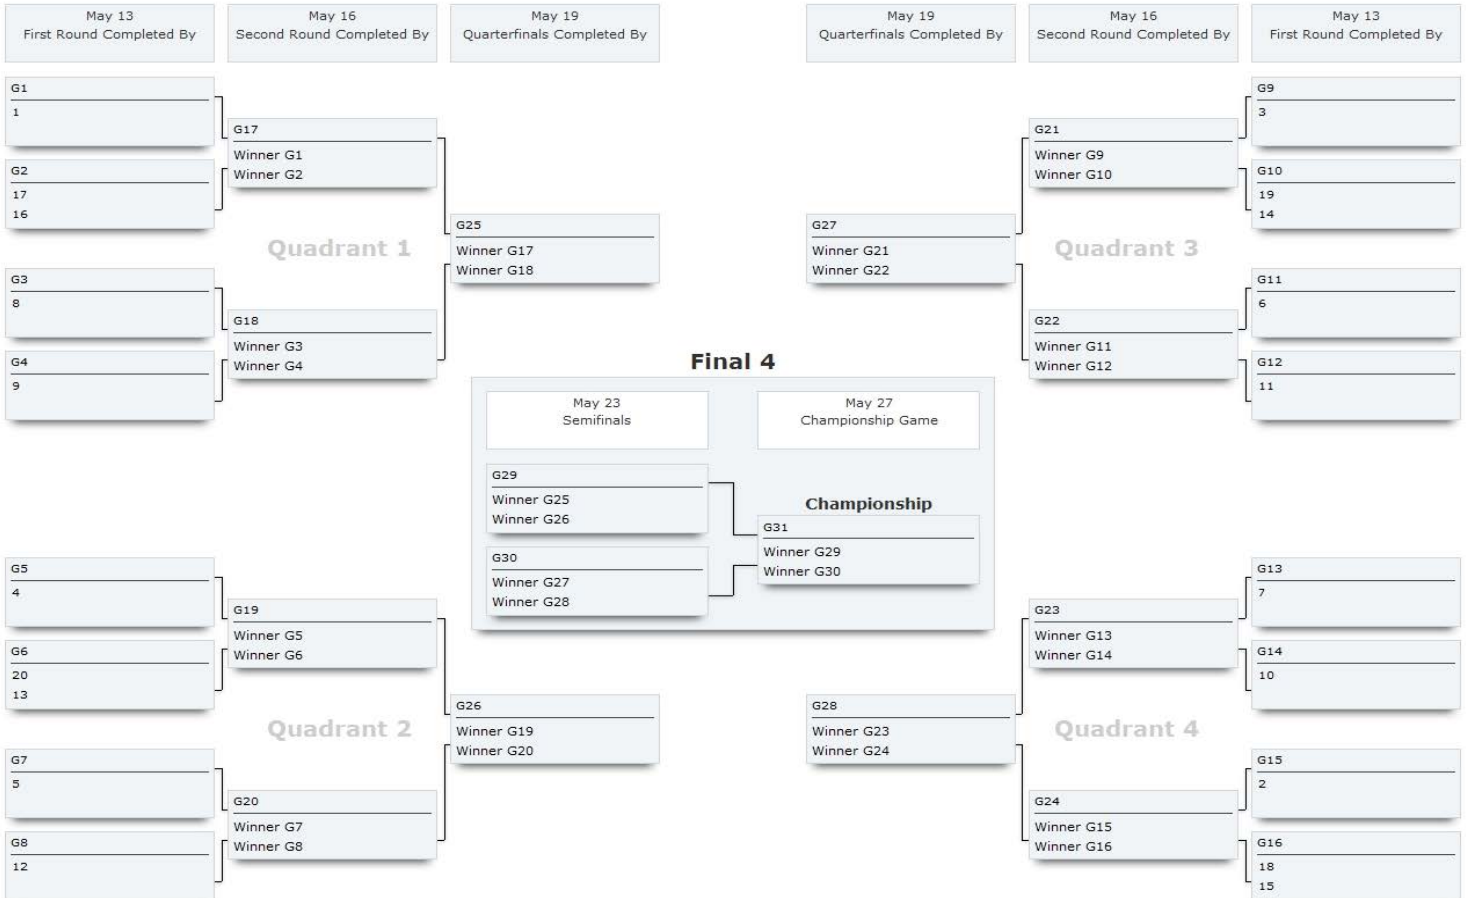 May 13
First Round Completed By
May 16
Second Round Completed By
May 19
Quarterfinals Completed By
May 19
Quarterfinals Completed By
May 16
Second Round Completed By
May 13
First Round Completed By
G1
1
G2
17
16
G3
8
G4
9
G17
Winner G1
Winner G2
Quadrant 1
G18
Winner G3
Winner G4
G25
Winner G17
Winner G18
G27
Winner G21
Winner G22
G21
Winner G9
Winner G10
Quadrant 3
G22
Winner G11
Winner G12
G9
3
G10
19
14
G11
6
G12
11
Final 4
May 23
Semifinals
May 27
Championship Game
G29
Winner G25
Winner G26
G30
Winner G27
Winner G28
Championship
G31
Winner G29
Winner G30
G5
4
G6
20
13
G7
5
G8
12
G19
Winner G5
Winner G6
Quadrant 2
G20
Winner G7
Winner G8
G26
Winner G19
Winner G20
G28
Winner G23
Winner G24
G23
Winner G13
Winner G14
Quadrant 4
G24
Winner G15
Winner G16
G13
7
G14
10
G15
2
G16
18
15